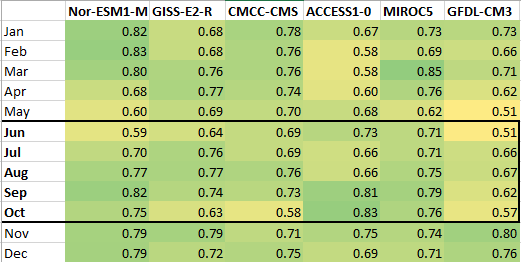 Nor-ESM1-M GISS-E2-R CMCC-CMS ACCESS1-0 MIROC5 GFDL-CM3
Jan 0.82 0.68 0.78 0.67 0.73 0.73
Feb 0.83 0.68 0.76 0.58 0.69 0.66
Mar 0.80 0.76 0.76 0.58 0.85 0.71
Apr 0.68 0.77 0.74 0.60 0.76 0.62
May 0.60 0.69 0.70 0.68 0.62 0.51
Jun 0.59 0.64 0.69 0.73 0.71 0.51
Jul 0.70 0.76 0.69 0.66 0.71 0.66
Aug 0.77 0.77 0.76 0.66 0.75 0.67
Sep 0.82 0.74 0.73 0.81 0.79 0.62
Oct 0.75 0.63 0.58 0.83 0.76 0.57
Nov 0.79 0.79 0.71 0.75 0.74 0.80
Dec 0.79 0.72 0.75 0.69 0.71 0.76